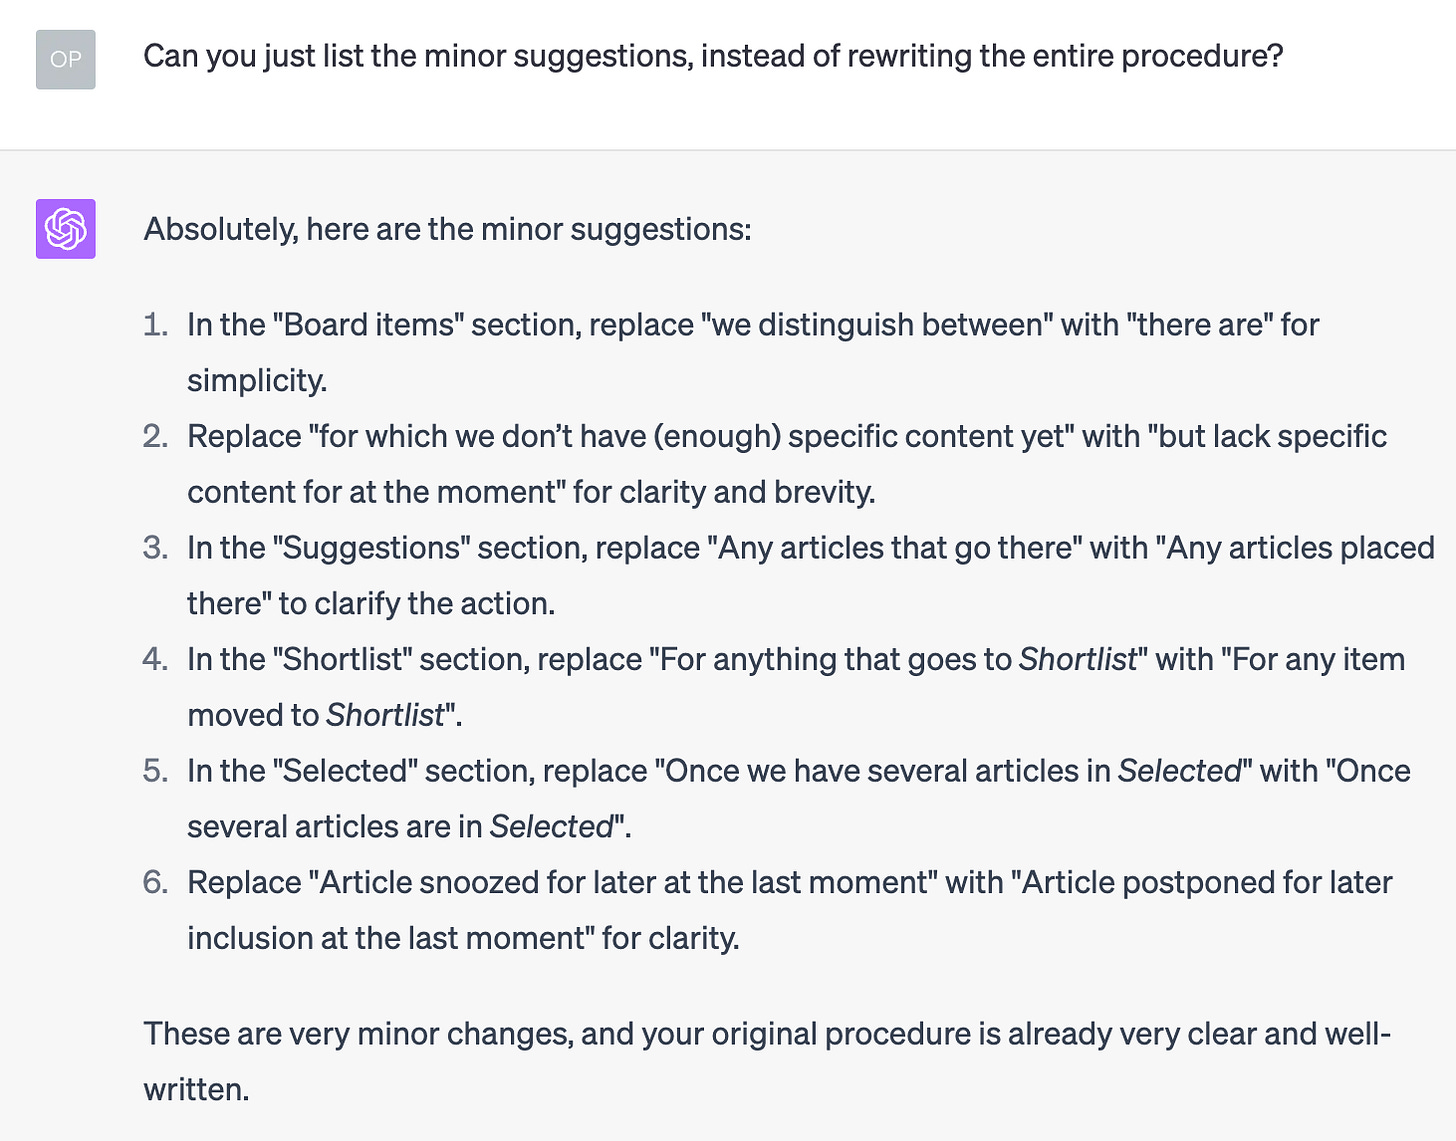 OP
Can you just list the minor suggestions, instead of rewriting the entire procedure?
Absolutely, here are the minor suggestions:
1. In the "Board items" section, replace "we distinguish between" with "there are" for
simplicity.
2. Replace "for which we don’t have (enough) specific content yet" with "but lack specific
content for at the moment" for clarity and brevity.
3. In the "Suggestions" section, replace "Any articles that go there" with "Any articles placed
there" to clarify the action.
4. In the "Shortlist" section, replace "For anything that goes to Shortlist" with "For any item
moved to Shortlist".
5. In the "Selected" section, replace "Once we have several articles in Selected" with "Once
several articles are in Selected".
6. Replace "Article snoozed for later at the last moment" with "Article postponed for later
inclusion at the last moment" for clarity.
These are very minor changes, and your original procedure is already very clear and well-
written.